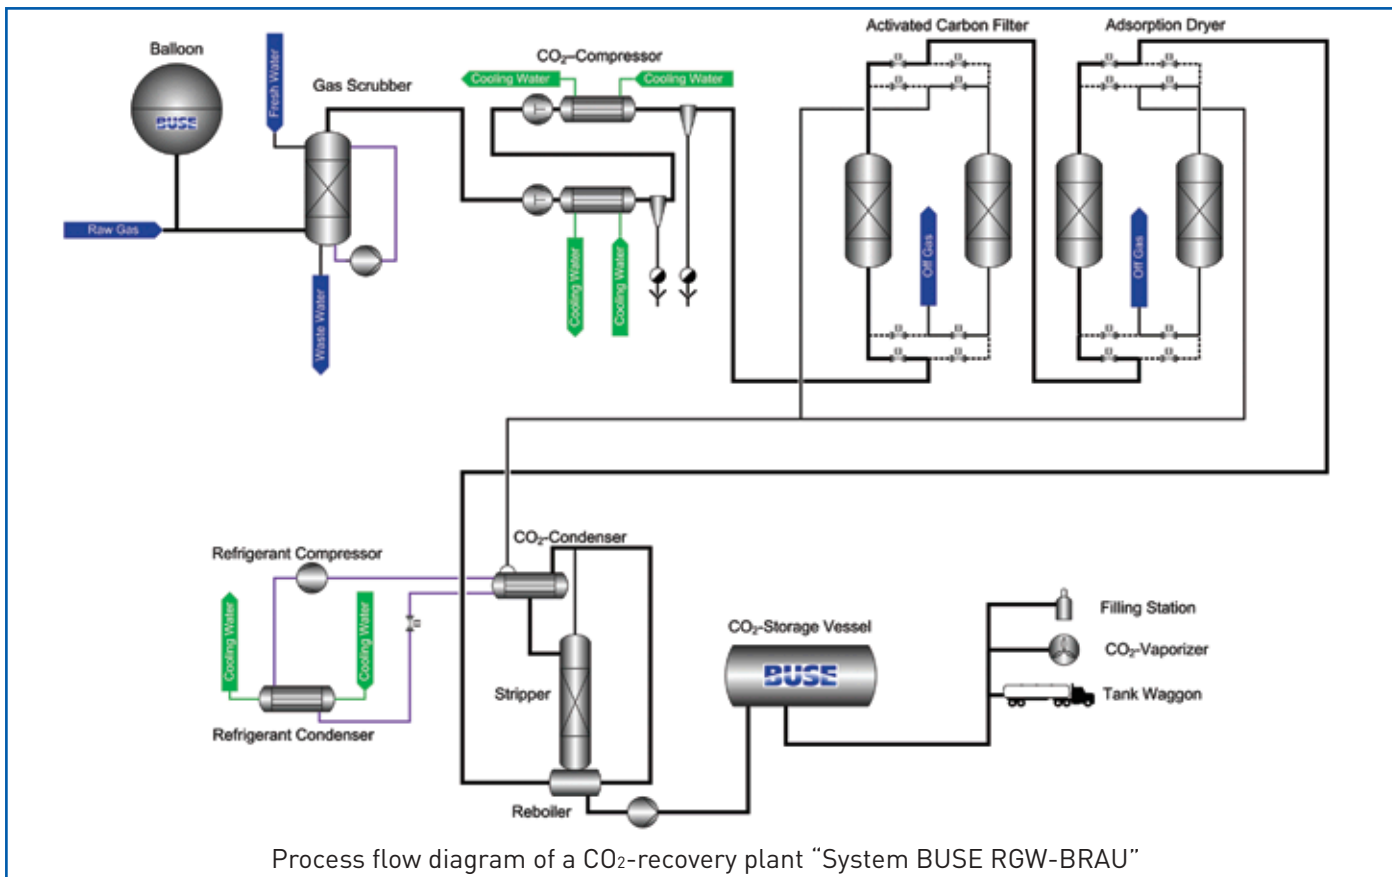 Activated Carbon Filter
Adsorption Dryer
Balloon
BUSE
Fresh Water
Gas Scrubber
CO₂–Compressor
Cooling Water
Cooling Water
Raw Gas
Waste Water
Cooling Water
Cooling Water
Off Gas
Off Gas
CO₂-Condenser
Refrigerant Compressor
Cooling Water
Cooling Water
Refrigerant Condenser
Stripper
Reboiler
CO₂-Storage Vessel
BUSE
Filling Station
CO₂-Vaporizer
Tank Waggon
Process flow diagram of a CO₂-recovery plant “System BUSE RGW-BRAU”